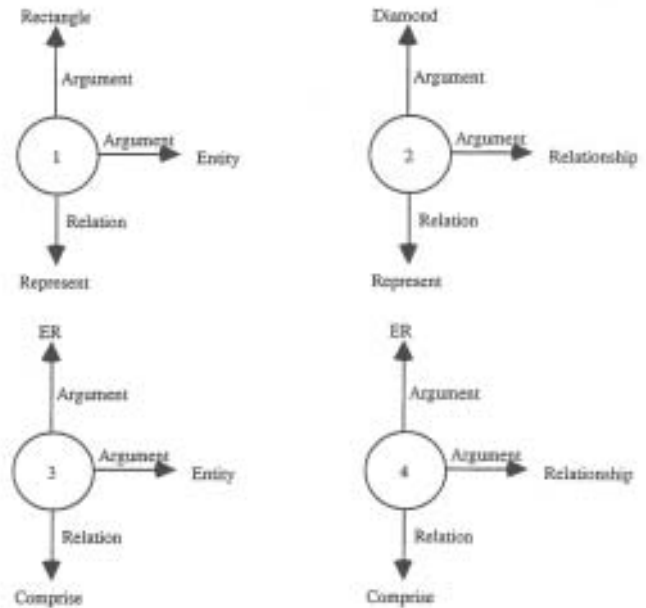 Rectangle
Argument
1
Argument
Entity
Relation
Represent
Diamond
Argument
2
Argument
Relationship
Relation
Represent
ER
Argument
3
Argument
Entity
Relation
Comprise
ER
Argument
4
Argument
Relationship
Relation
Comprise